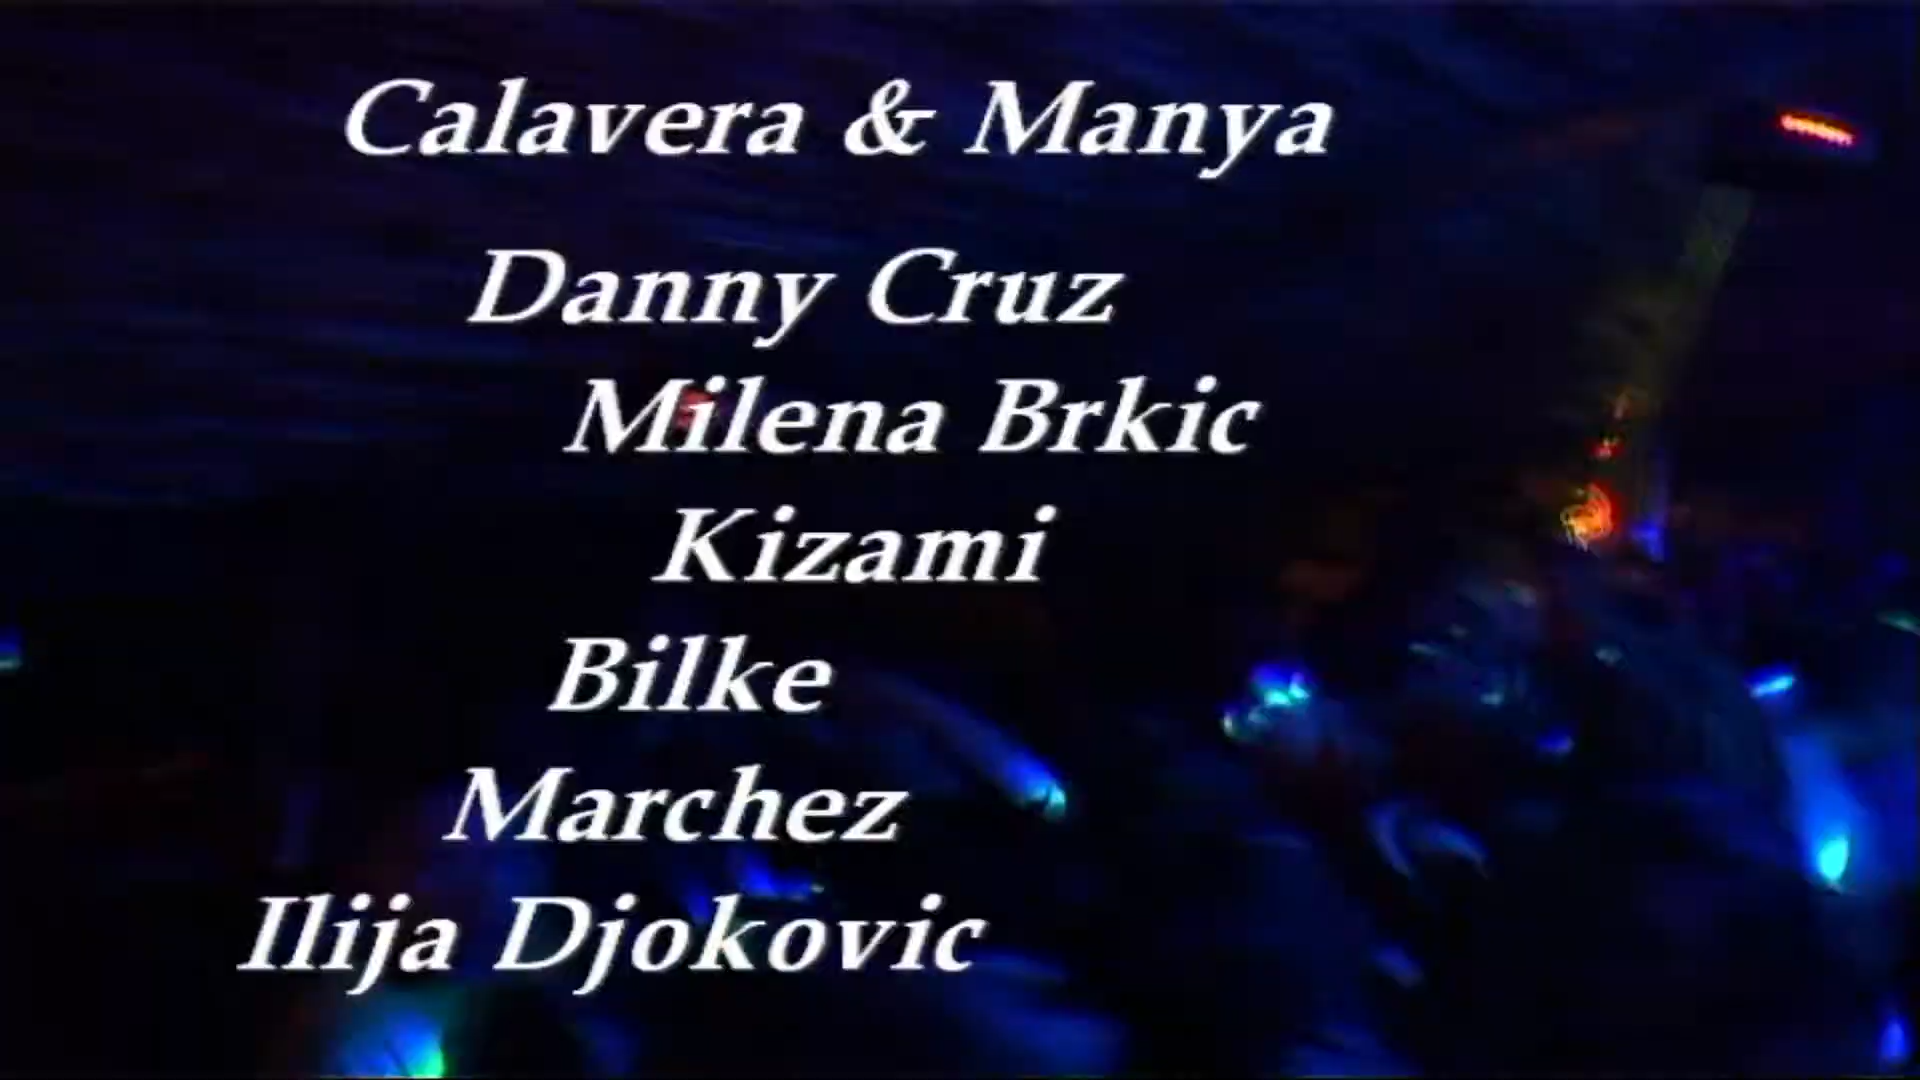 Calavera & Manya
Danny Cruz
Milena Brkic
Kizami
Bilke
Marchez
Ilija Djokovic